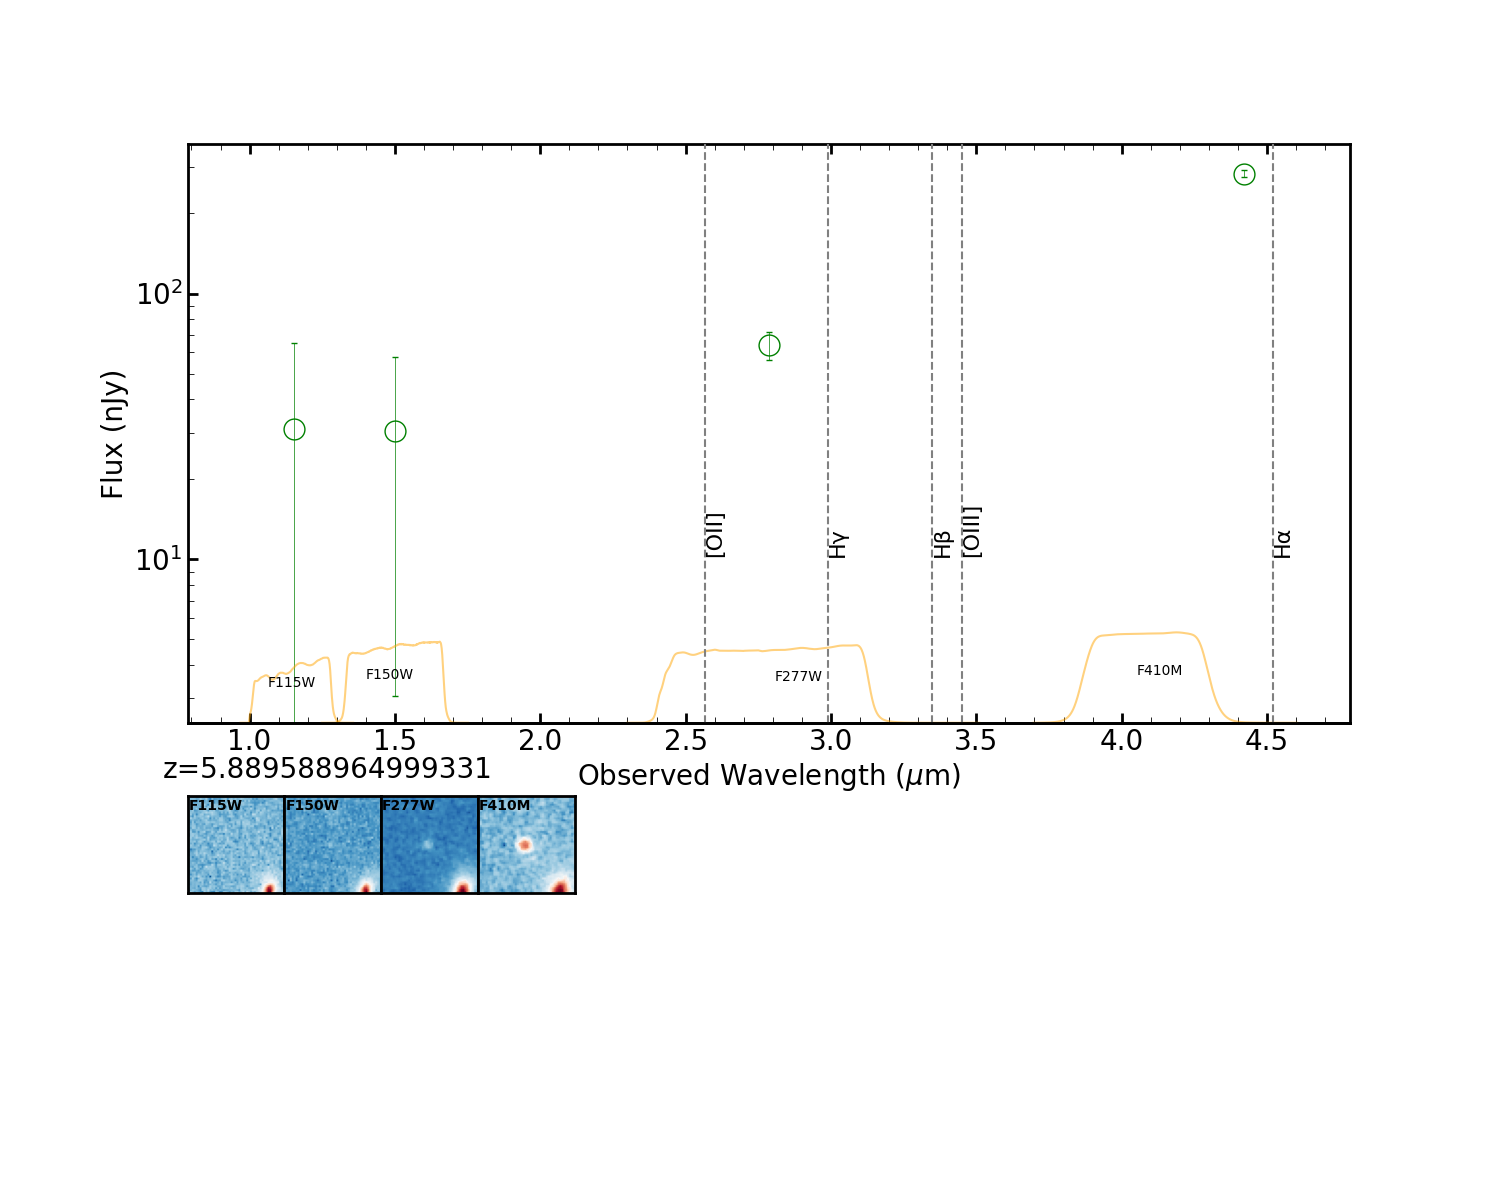 Flux (nJy)
10²
10¹
[OII]
Hγ
Hβ
[OIII]
Hα
F115W
F150W
F277W
F410M
1.0 1.5 2.0 2.5 3.0 3.5 4.0 4.5
z=5.889588964999331
Observed Wavelength (μm)
F115W F150W F277W F410M